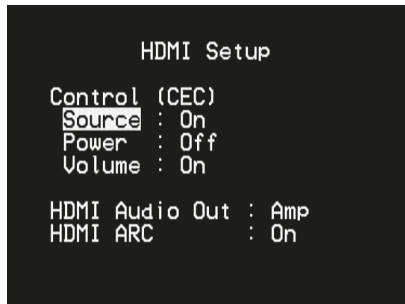 HDMI Setup
Control (CEC)
Source : On
Power : Off
Volume : On
HDMI Audio Out : Amp
HDMI ARC : On